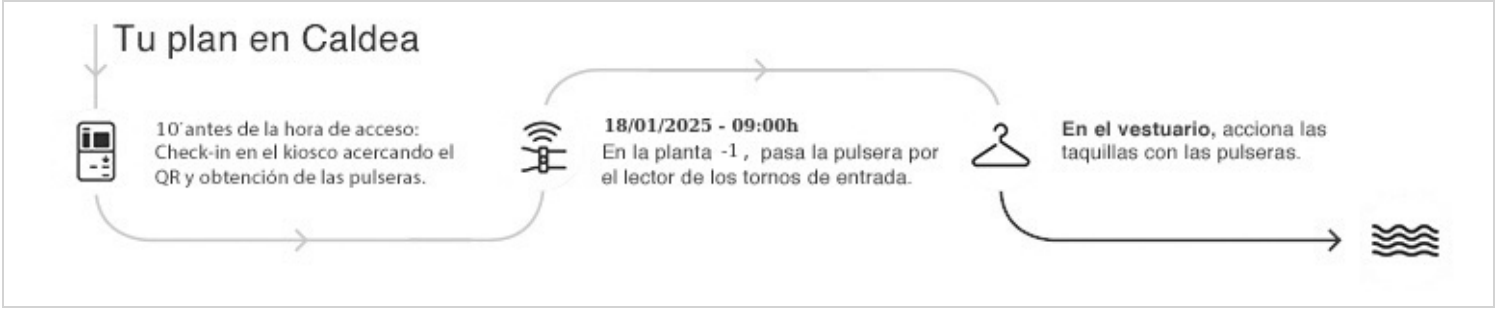 Tu plan en Caldea
10'antes de la hora de acceso:
Check-in en el kiosco acercando el
QR y obtención de las pulseras.
18/01/2025 - 09:00h
En la planta -1, pasa la pulsera por
el lector de los tornos de entrada.
En el vestuario, acciona las
taquillas con las pulseras.